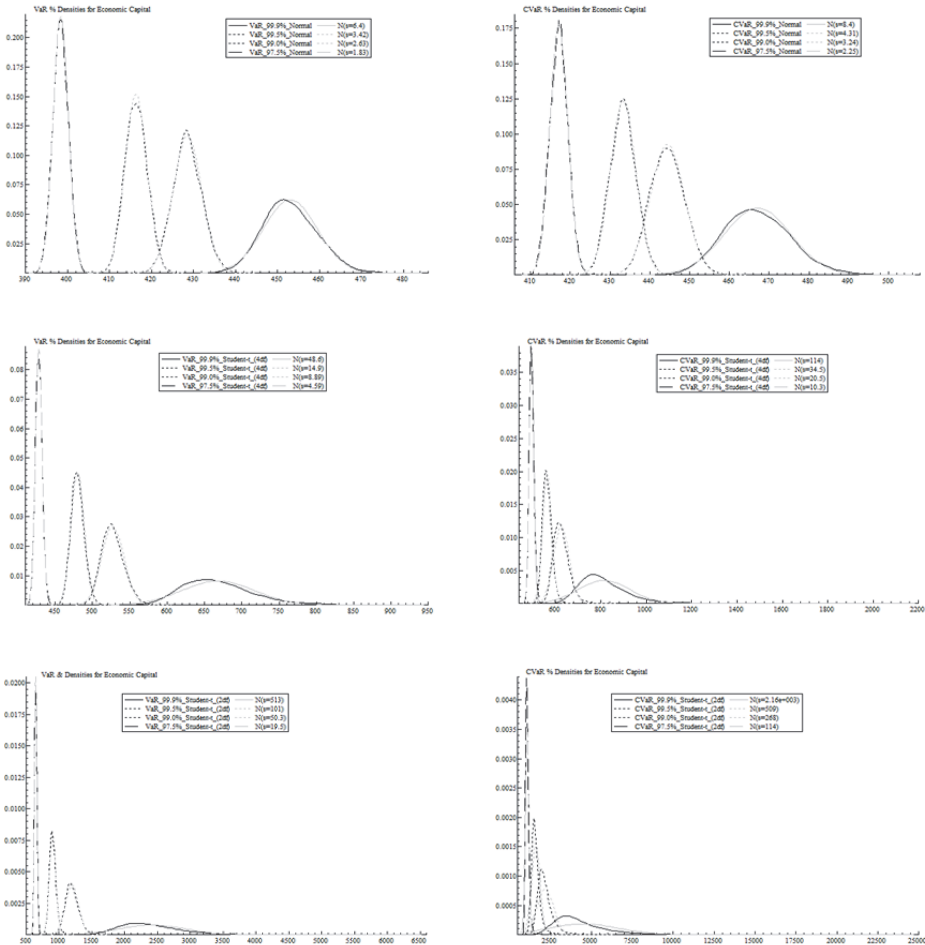 VaR % Densities for Economic Capital
VaR_99.9%_Normal N(s=6.4)
VaR_99.5%_Normal N(s=3.42)
VaR_99.0%_Normal N(s=2.63)
VaR_97.5%_Normal N(s=1.83)
0.200
0.175
0.150
0.125
0.100
0.075
0.050
0.025
390 400 410 420 430 440 450 460 470 480
CVaR % Densities for Economic Capital
CVaR_99.9%_Normal N(s=8.4)
CVaR_99.5%_Normal N(s=4.31)
CVaR_99.0%_Normal N(s=3.24)
CVaR_97.5%_Normal N(s=2.25)
0.175
0.150
0.125
0.100
0.075
0.050
0.025
410 420 430 440 450 460 470 480 490 500
VaR % Densities for Economic Capital
VaR_99.9%_Student-t_(4df) N(s=48.6)
VaR_99.5%_Student-t_(4df) N(s=14.9)
VaR_99.0%_Student-t_(4df) N(s=8.89)
VaR_97.5%_Student-t_(4df) N(s=4.59)
0.08
0.07
0.06
0.05
0.04
0.03
0.02
0.01
450 500 550 600 650 700 750 800 850 900 950
CVaR % Densities for Economic Capital
CVaR_99.9%_Student-t_(4df) N(s=114)
CVaR_99.5%_Student-t_(4df) N(s=34.5)
CVaR_99.0%_Student-t_(4df) N(s=20.5)
CVaR_97.5%_Student-t_(4df) N(s=10.3)
0.035
0.030
0.025
0.020
0.015
0.010
0.005
600 800 1000 1200 1400 1600 1800 2000 2200
VaR & Densities for Economic Capital
VaR_99.9%_Student-t_(2df) N(s=513)
VaR_99.5%_Student-t_(2df) N(s=101)
VaR_99.0%_Student-t_(2df) N(s=50.3)
VaR_97.5%_Student-t_(2df) N(s=19.5)
0.0200
0.0175
0.0150
0.0125
0.0100
0.0075
0.0050
0.0025
500 1000 1500 2000 2500 3000 3500 4000 4500 5000 5500 6000 6500
CVaR % Densities for Economic Capital
CVaR_99.9%_Student-t_(2df) N(s=2.16e+003)
CVaR_99.5%_Student-t_(2df) N(s=509)
CVaR_99.0%_Student-t_(2df) N(s=268)
CVaR_97.5%_Student-t_(2df) N(s=114)
0.0040
0.0035
0.0030
0.0025
0.0020
0.0015
0.0010
0.0005
2500 5000 7500 10000 12500 15000 17500 20000 22500 25000